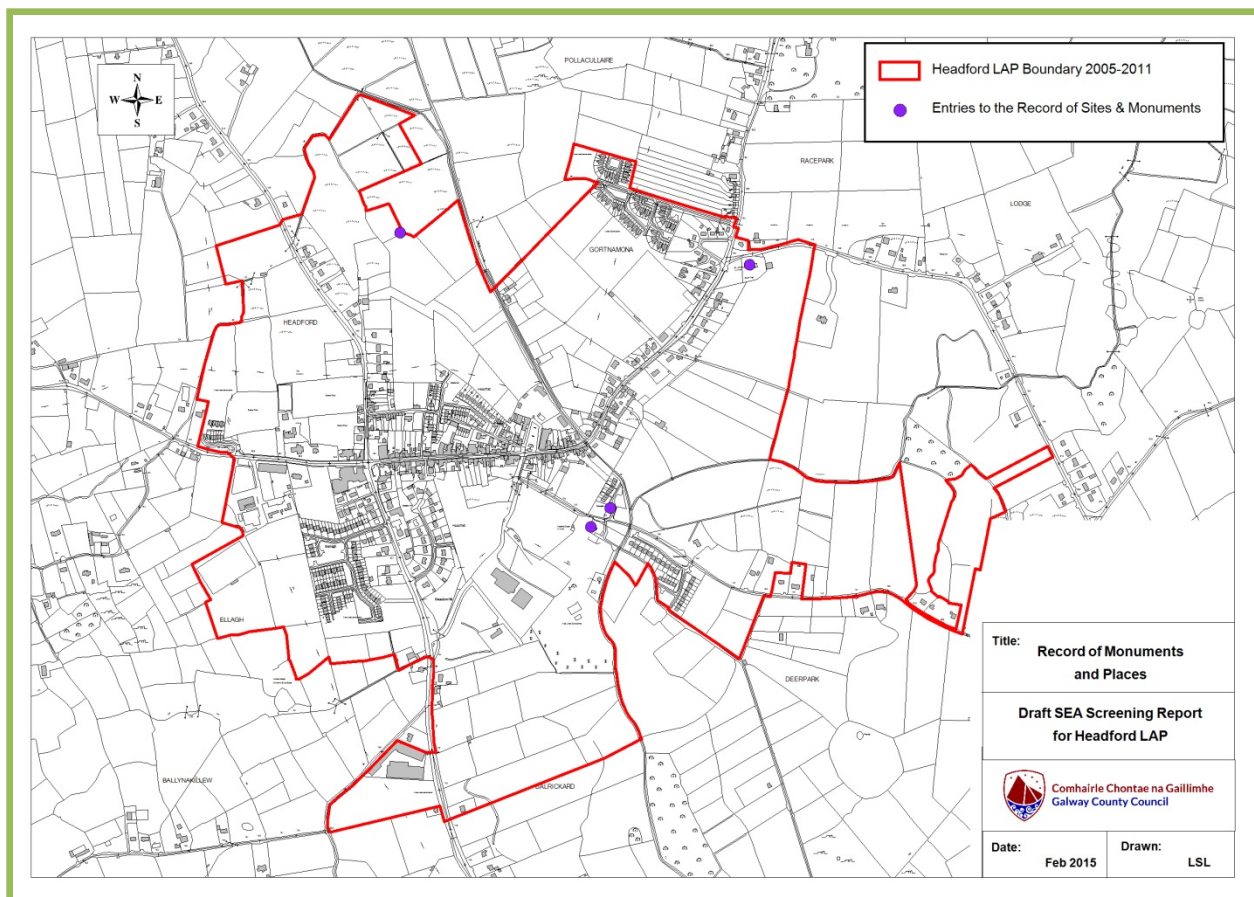 N
W E
S
POLLACULLAIRE
Headford LAP Boundary 2005-2011
Entries to the Record of Sites & Monuments
RACEPARK
LODGE
GORTNAMONA
HEADFORD
ELLAGH
DEERPARK
BALLYNAKILLEW
Title:
Record of Monuments
and Places
Draft SEA Screening Report
for Headford LAP
Comhairle Chontae na Gaillimhe
Galway County Council
Date:
Feb 2015
Drawn:
LSL